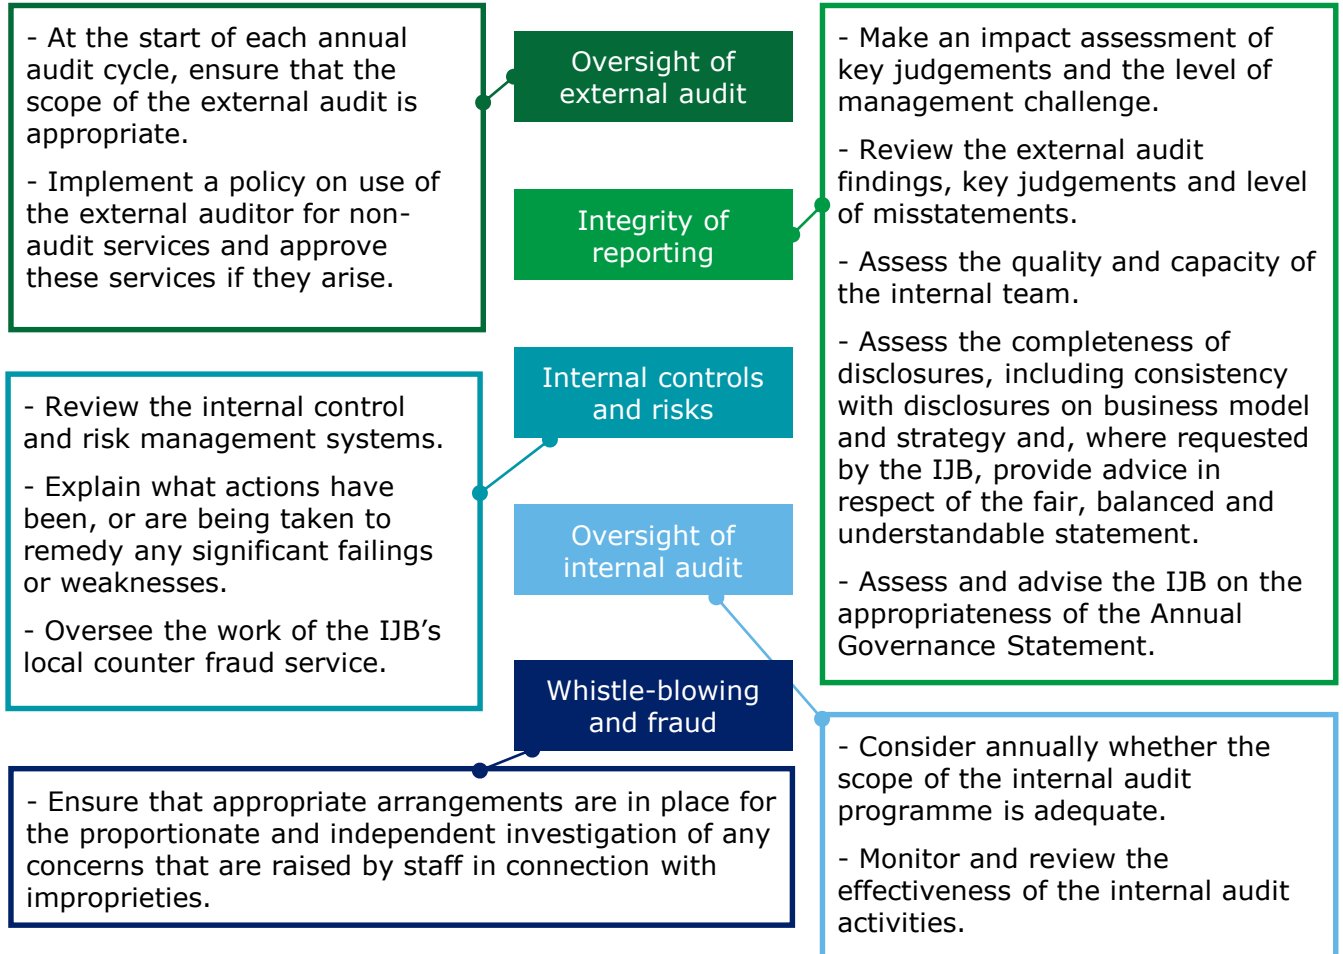 - At the start of each annual
audit cycle, ensure that the
scope of the external audit is
appropriate.
- Implement a policy on use of
the external auditor for non-
audit services and approve
these services if they arise.
Oversight of
external audit
Integrity of
reporting
- Make an impact assessment of
key judgements and the level of
management challenge.
- Review the external audit
findings, key judgements and level
of misstatements.
- Assess the quality and capacity of
the internal team.
- Assess the completeness of
disclosures, including consistency
with disclosures on business model
and strategy and, where requested
by the IJB, provide advice in
respect of the fair, balanced and
understandable statement.
- Assess and advise the IJB on the
appropriateness of the Annual
Governance Statement.
Internal controls
and risks
- Review the internal control
and risk management systems.
- Explain what actions have
been, or are being taken to
remedy any significant failings
or weaknesses.
- Oversee the work of the IJB’s
local counter fraud service.
Oversight of
internal audit
Whistle-blowing
and fraud
- Ensure that appropriate arrangements are in place for
the proportionate and independent investigation of any
concerns that are raised by staff in connection with
improprieties.
- Consider annually whether the
scope of the internal audit
programme is adequate.
- Monitor and review the
effectiveness of the internal audit
activities.